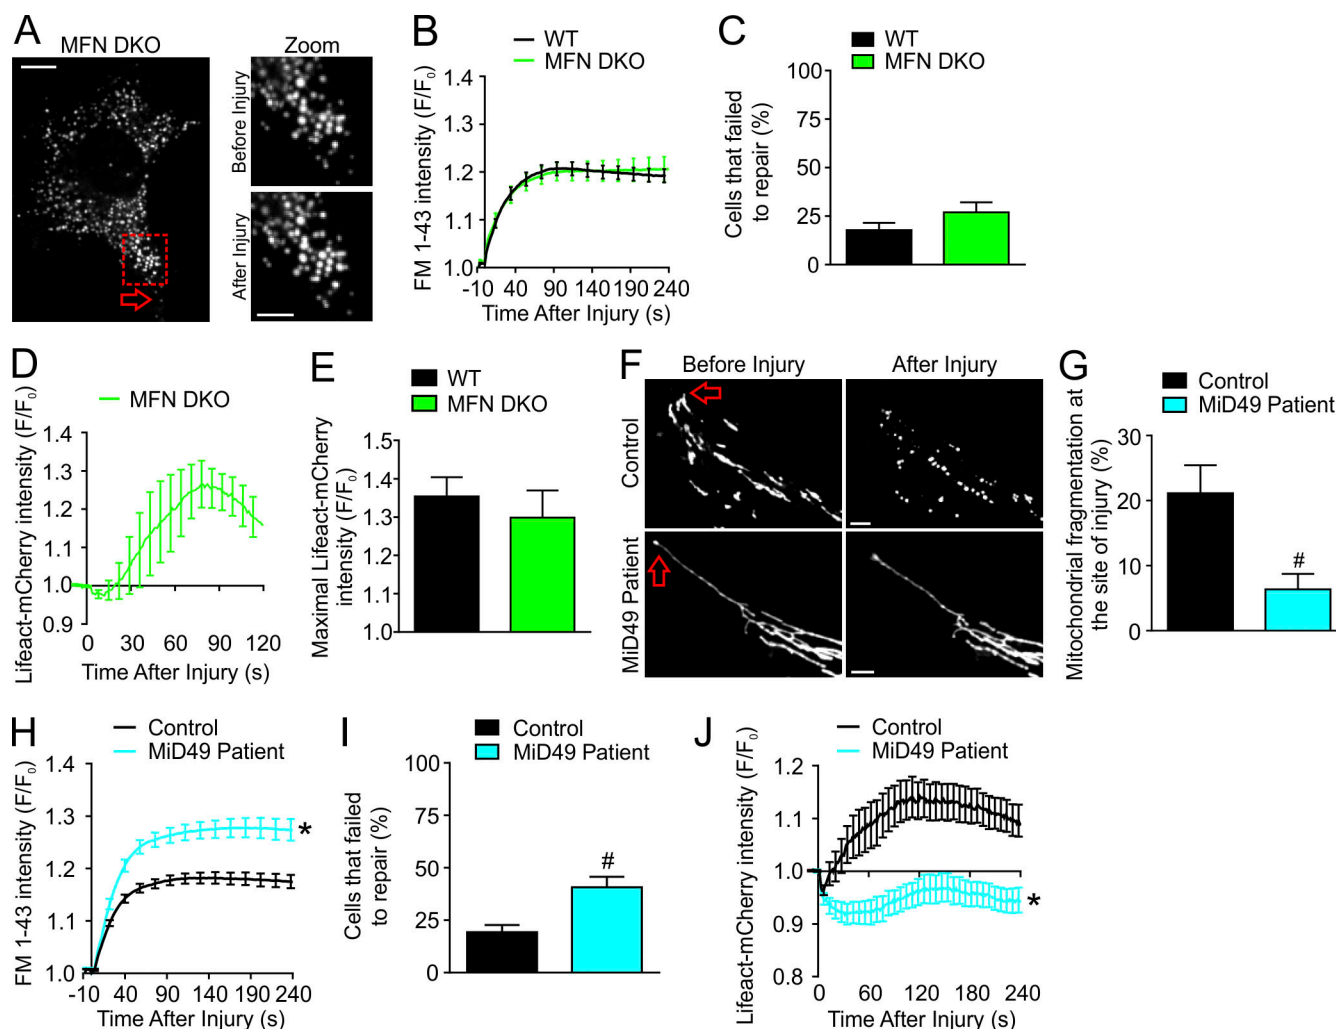 A
MFN DKO
Zoom
Before Injury
After Injury
B
WT
MFN DKO
FM 1-43 intensity (F/F₀)
1.4
1.3
1.2
1.1
1.0
-10 40 90 140 190 240
Time After Injury (s)
C
WT
MFN DKO
Cells that failed
to repair (%)
100
75
50
25
0
D
MFN DKO
Lifeact-mCherry intensity (F/F₀)
1.4
1.3
1.2
1.1
1.0
0.9
0 30 60 90 120
Time After Injury (s)
E
WT
MFN DKO
Maximal Lifeact-mCherry
intensity (F/F₀)
1.5
1.4
1.3
1.2
1.1
1.0
F
Before Injury
After Injury
Control
MiD49 Patient
G
Control
MiD49 Patient
Mitochondrial fragmentation at
the site of injury (%)
30
20
10
0
#
H
Control
MiD49 Patient
FM 1-43 intensity (F/F₀)
1.4
1.3
1.2
1.1
1.0
*
-10 40 90 140 190 240
Time After Injury (s)
I
Control
MiD49 Patient
Cells that failed
to repair (%)
100
75
50
25
0
#
J
Control
MiD49 Patient
Lifeact-mCherry intensity (F/F₀)
1.2
1.1
1.0
0.9
0.8
*
0 60 120 180 240
Time After Injury (s)